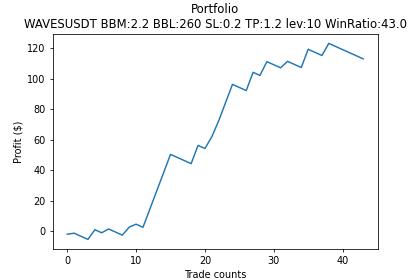 Portfolio
WAVESUSDT BBM:2.2 BBL:260 SL:0.2 TP:1.2 lev:10 WinRatio:43.0
120
100
80
60
40
20
0
Profit ($)
0 10 20 30 40
Trade counts